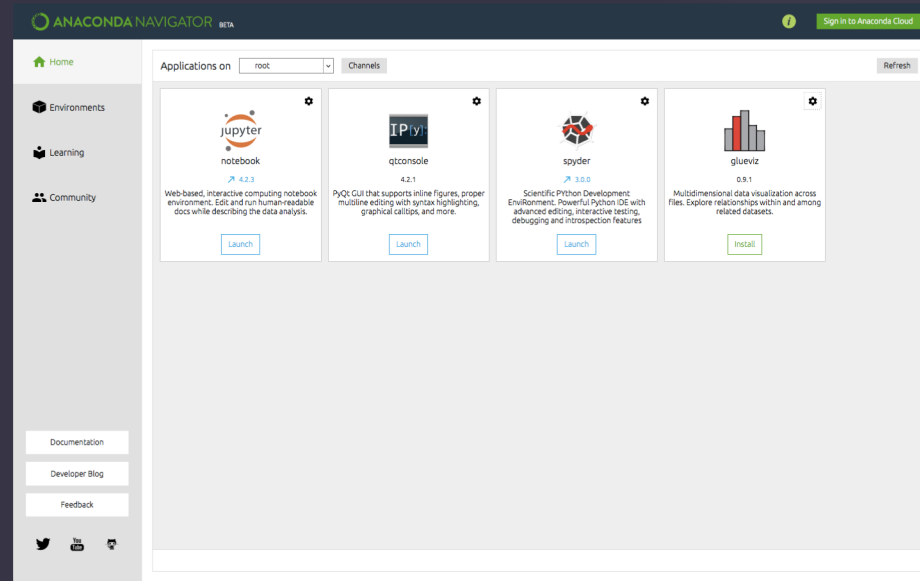 ANACONDA NAVIGATOR BETA
i
Sign in to Anaconda Cloud
Home
Environments
Learning
Community
Applications on root Channels Refresh
jupyter
notebook
4.2.3
Web-based, interactive computing notebook
environment. Edit and run human-readable
docs while describing the data analysis.
Launch
IP[y]:
qtconsole
4.2.1
PyQt GUI that supports inline figures, proper
multiline editing with syntax highlighting,
graphical calltips, and more.
Launch
spyder
3.0.0
Scientific PYthon Development
EnviRonment. Powerful Python IDE with
advanced editing, interactive testing,
debugging and introspection features
Launch
glueviz
0.9.1
Multidimensional data visualization across
files. Explore relationships within and among
related datasets.
Install
Documentation
Developer Blog
Feedback
You
Tube